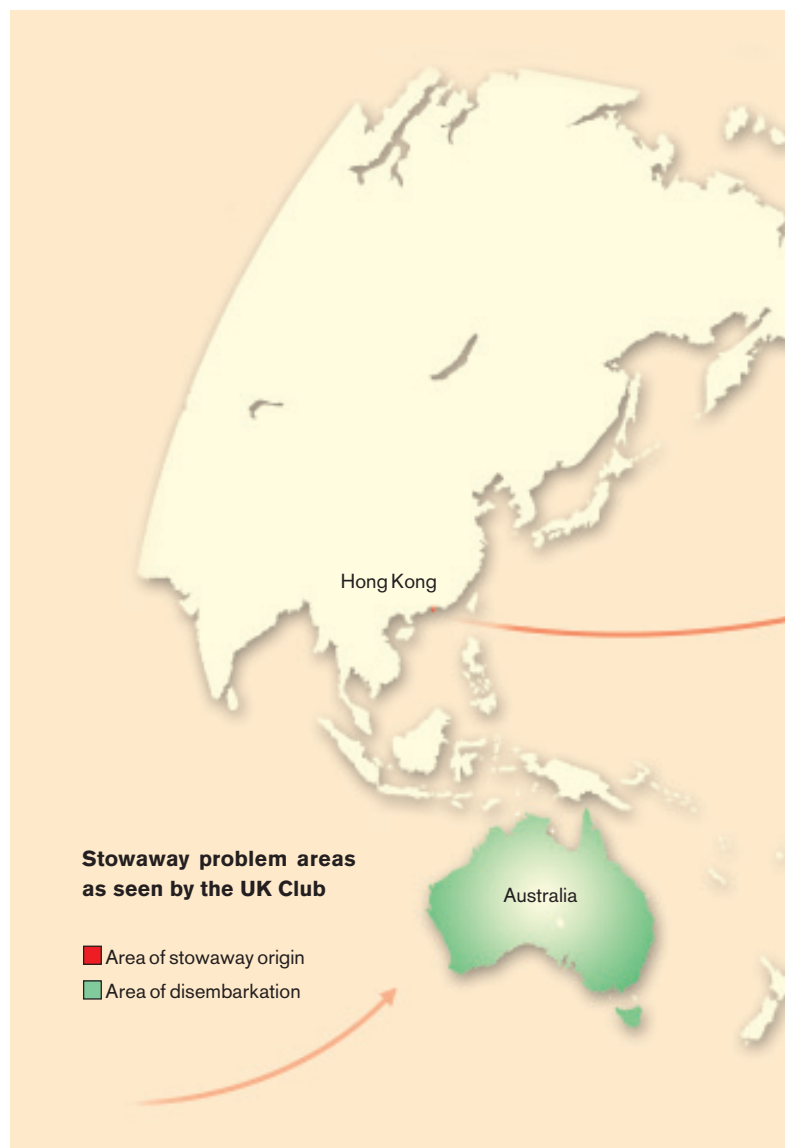 Hong Kong
Stowaway problem areas
as seen by the UK Club
Australia
Area of stowaway origin
Area of disembarkation